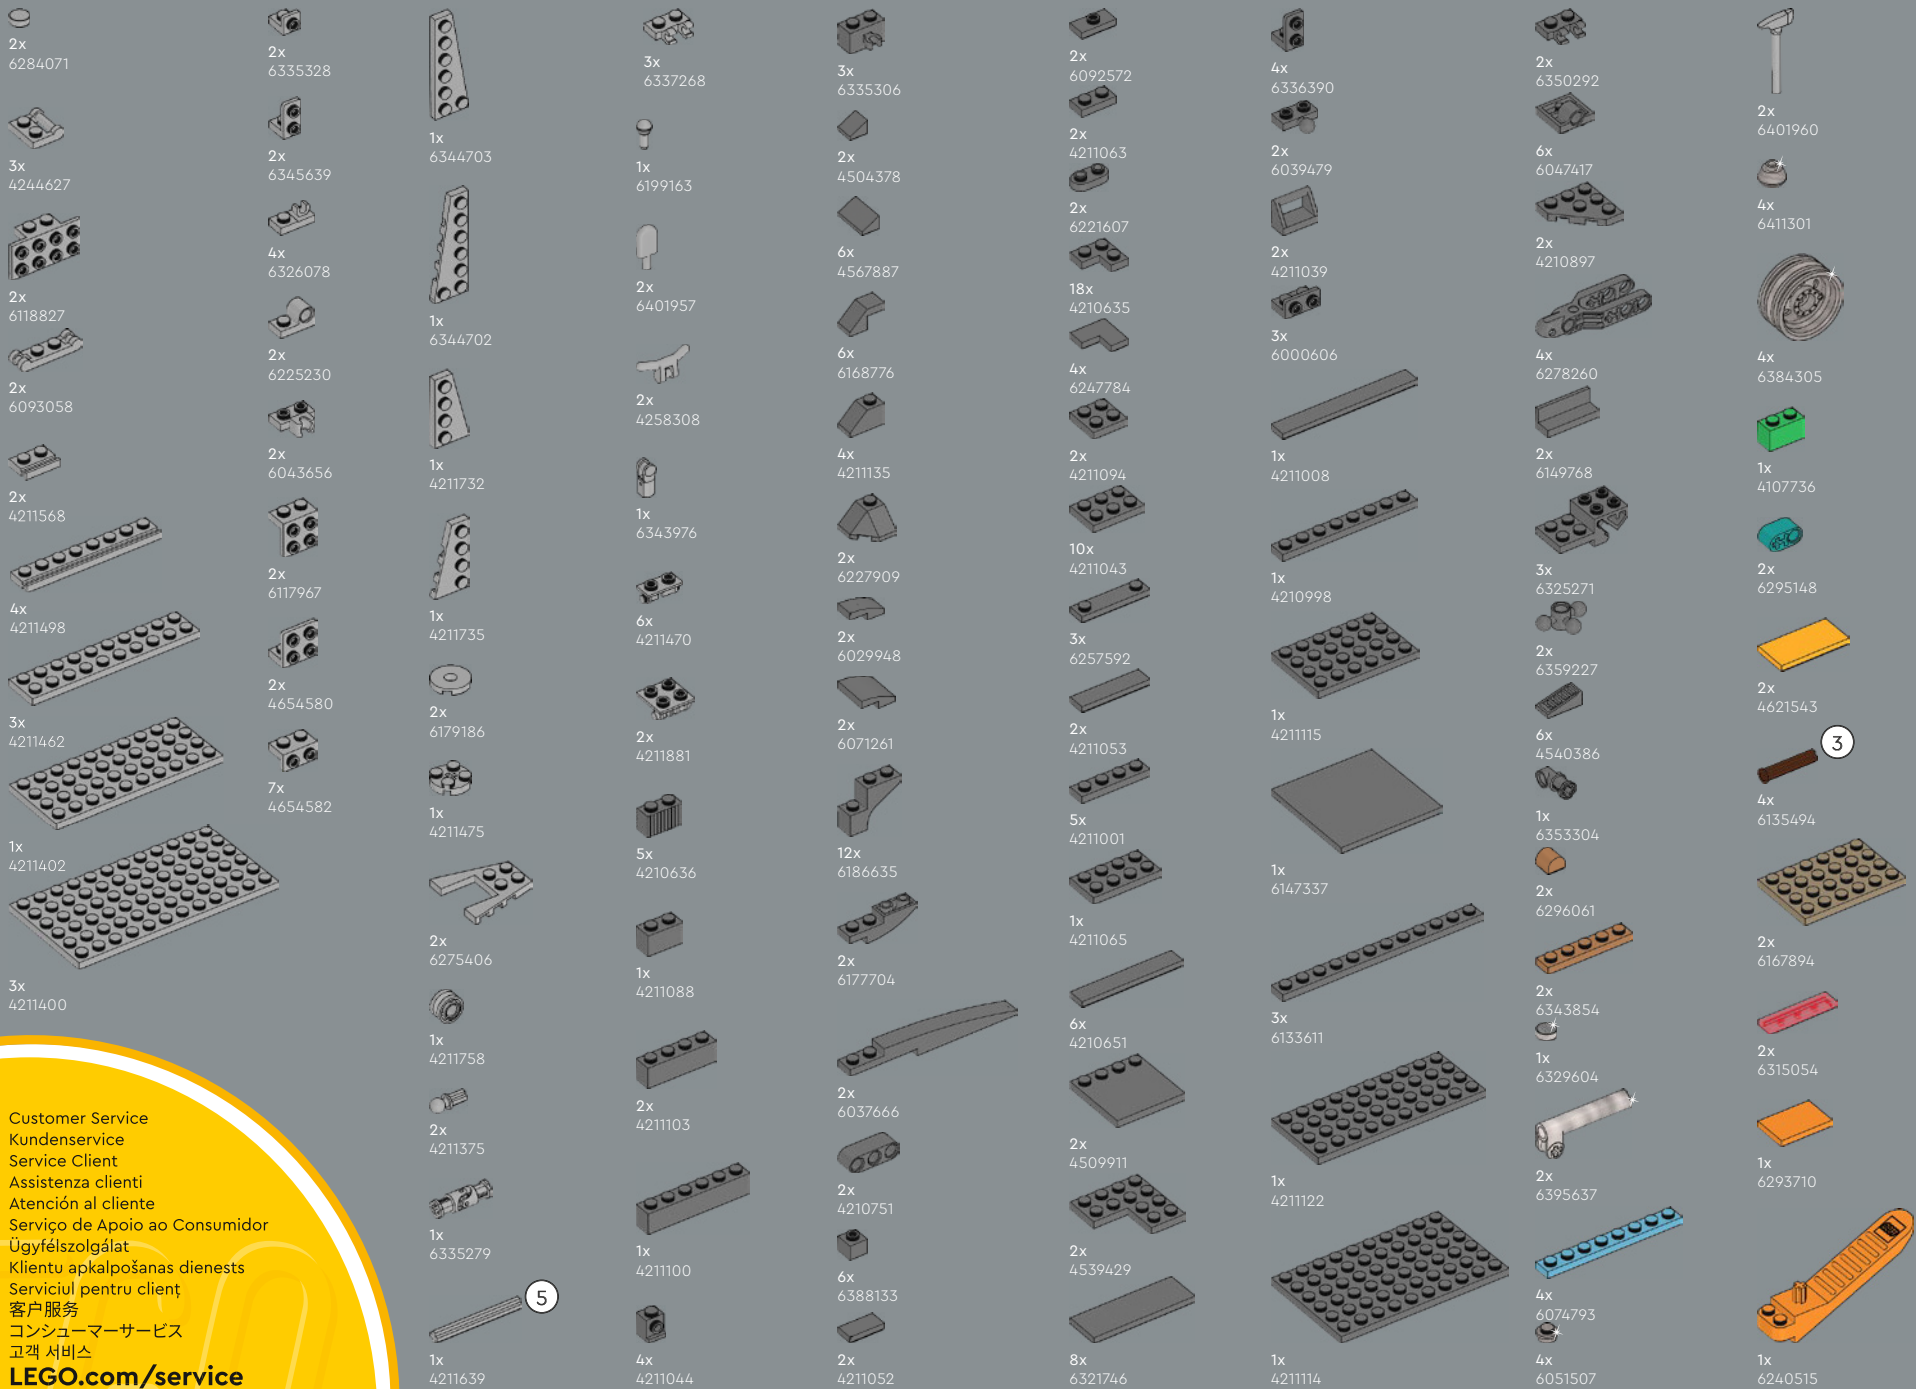 2x
6284071
3x
4244627
2x
6118827
2x
6093058
2x
4211568
4x
4211498
3x
4211462
1x
4211402
3x
4211400
2x
6335328
2x
6345639
4x
6326078
2x
6225230
2x
6043656
2x
6117967
2x
4654580
7x
4654582
1x
6344703
1x
6344702
1x
4211732
1x
4211735
2x
6179186
1x
4211475
2x
6275406
1x
4211758
2x
4211375
1x
6335279
5
1x
4211639
3x
6337268
1x
6199163
2x
6401957
2x
4258308
1x
6343976
6x
4211470
2x
4211881
5x
4210636
1x
4211088
2x
4211103
1x
4211100
4x
4211044
3x
6335306
2x
4504378
6x
4567887
6x
6168776
4x
4211135
2x
6227909
2x
6029948
2x
6071261
12x
6186635
2x
6177704
2x
6037666
2x
4210751
6x
6388133
2x
4211052
2x
6092572
2x
4211063
2x
6221607
18x
4210635
4x
6247784
2x
4211094
10x
4211043
3x
6257592
2x
4211053
5x
4211001
1x
4211065
6x
4210651
2x
4509911
2x
4539429
8x
6321746
4x
6336390
2x
6039479
2x
4211039
3x
6000606
1x
4211008
1x
4210998
1x
4211115
1x
6147337
3x
6133611
1x
4211122
1x
4211114
2x
6350292
6x
6047417
2x
4210897
4x
6278260
2x
6149768
3x
6325271
2x
6359227
6x
4540386
1x
6353304
2x
6296061
2x
6343854
1x
6329604
2x
6395637
4x
6074793
4x
6051507
2x
6401960
4x
6411301
4x
6384305
1x
4107736
2x
6295148
2x
4621543
3
4x
6135494
2x
6167894
2x
6315054
1x
6293710
1x
6240515
Customer Service
Kundenservice
Service Client
Assistenza clienti
Atención al cliente
Serviço de Apoio ao Consumidor
Ügyfélszolgálat
Klientu apkalpošanas dienests
Serviciul pentru clienț
客户服务
コンシューマーサービス
고객 서비스
LEGO.com/service